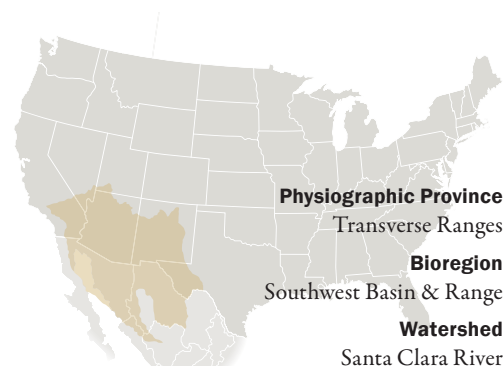 Physiographic Province
Transverse Ranges
Bioregion
Southwest Basin & Range
Watershed
Santa Clara River